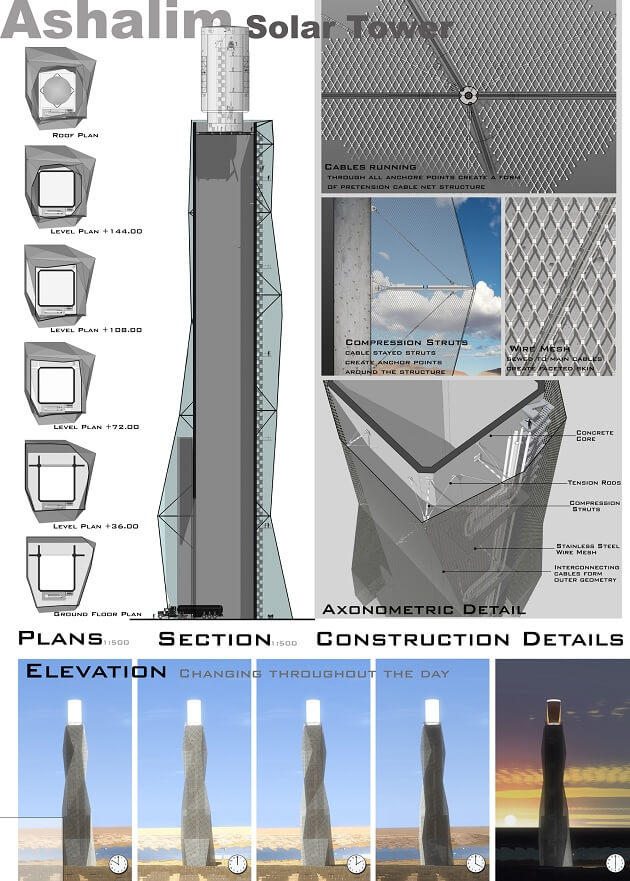 Ashalim Solar Tower
Roof Plan
Level Plan +144.00
Level Plan +108.00
Level Plan +72.00
Level Plan +36.00
Ground Floor Plan
Cables running
through all anchore points create a form
of pretension cable net structure
Compression Struts
cable stayed struts
create anchor points
around the structure
Wire Mesh
sewed to main cables
create faceted skin
Concrete
Core
Tension Rods
Compression
Struts
Stainless Steel
Wire Mesh
Interconnecting
cables form
outer geometry
Axonometric Detail
Plans 1:500
Section 1:500
Construction Details
Elevation Changing throughout the day